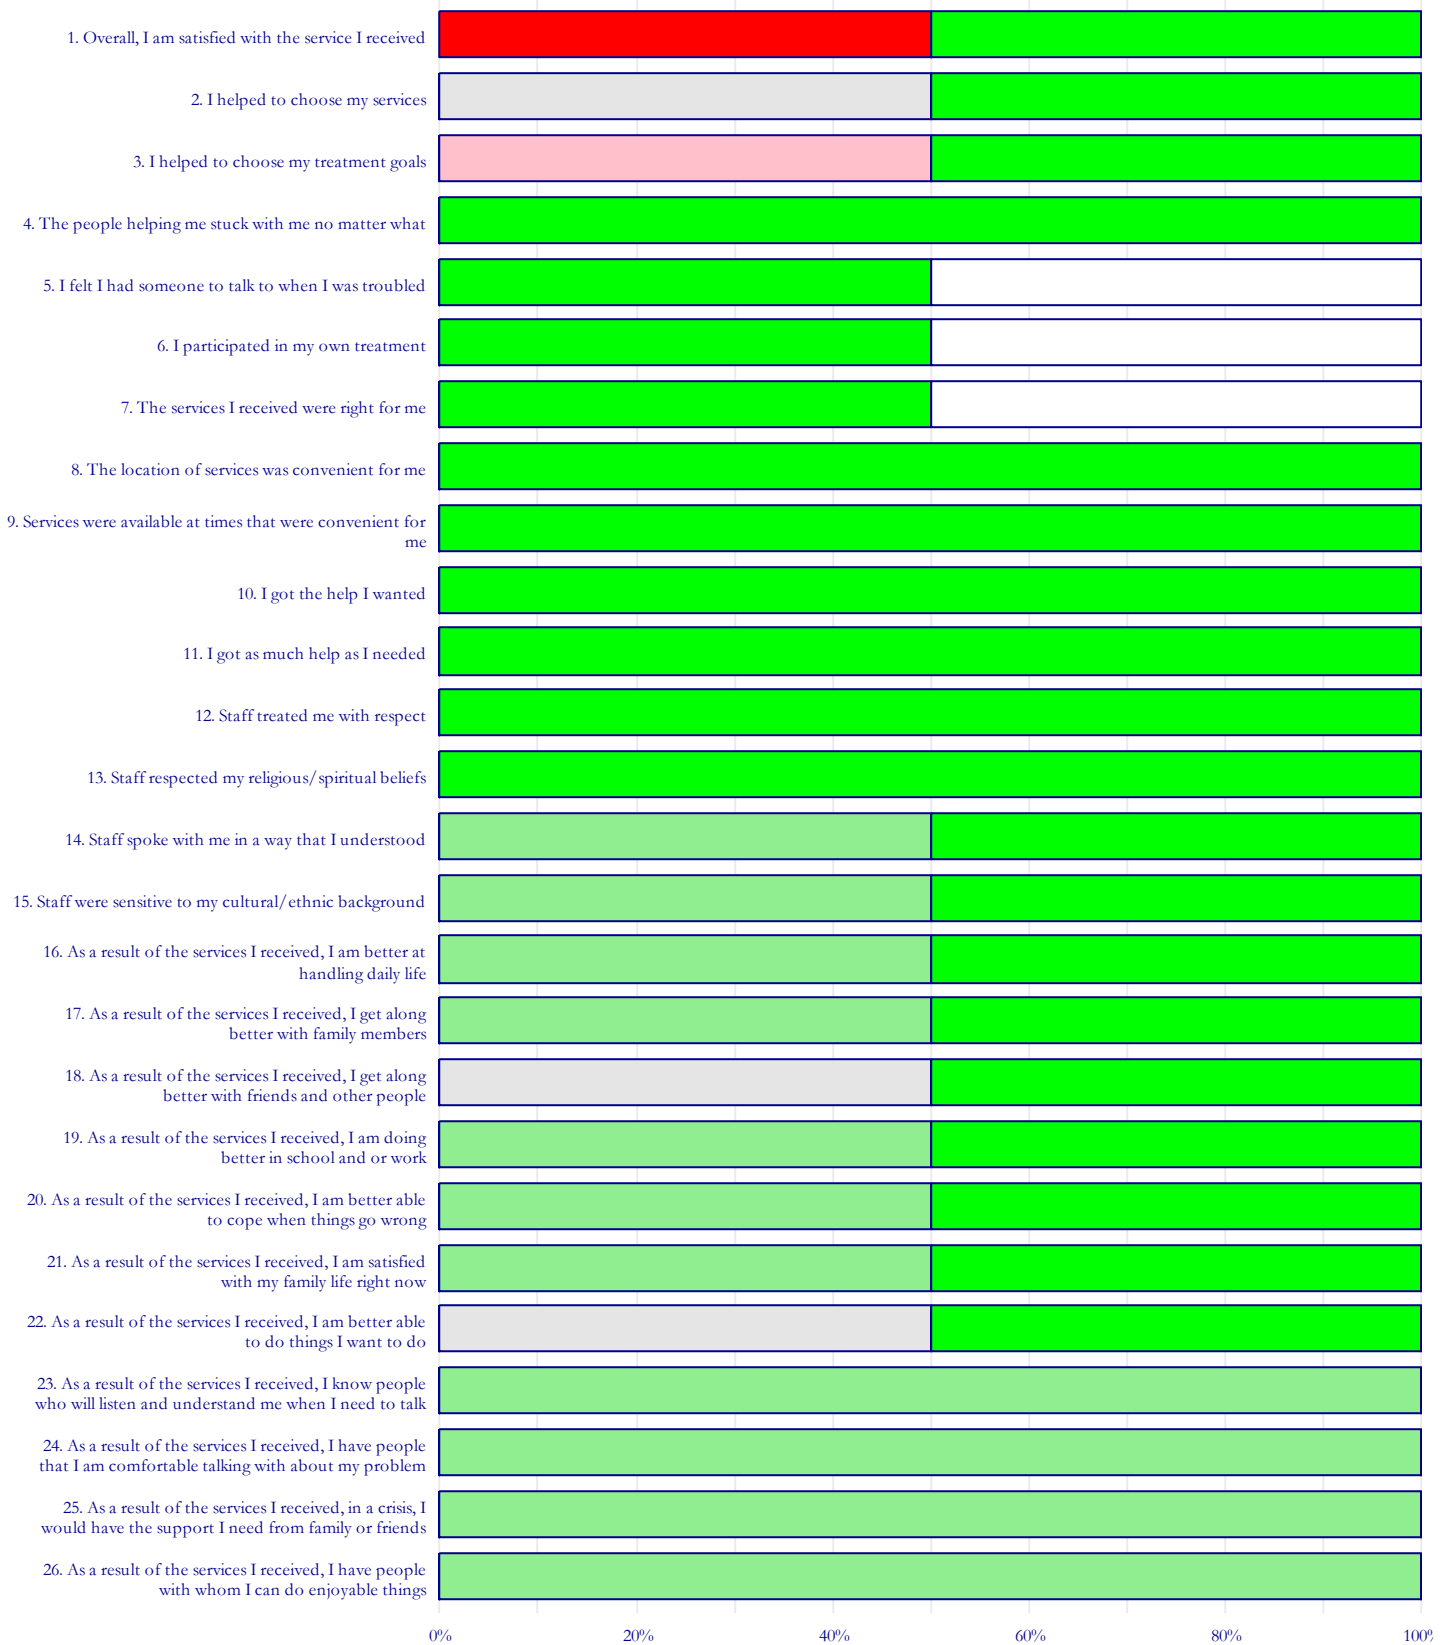 1. Overall, I am satisfied with the service I received
2. I helped to choose my services
3. I helped to choose my treatment goals
4. The people helping me stuck with me no matter what
5. I felt I had someone to talk to when I was troubled
6. I participated in my own treatment
7. The services I received were right for me
8. The location of services was convenient for me
9. Services were available at times that were convenient for
me
10. I got the help I wanted
11. I got as much help as I needed
12. Staff treated me with respect
13. Staff respected my religious/spiritual beliefs
14. Staff spoke with me in a way that I understood
15. Staff were sensitive to my cultural/ethnic background
16. As a result of the services I received, I am better at
handling daily life
17. As a result of the services I received, I get along
better with family members
18. As a result of the services I received, I get along
better with friends and other people
19. As a result of the services I received, I am doing
better in school and or work
20. As a result of the services I received, I am better able
to cope when things go wrong
21. As a result of the services I received, I am satisfied
with my family life right now
22. As a result of the services I received, I am better able
to do things I want to do
23. As a result of the services I received, I know people
who will listen and understand me when I need to talk
24. As a result of the services I received, I have people
that I am comfortable talking with about my problem
25. As a result of the services I received, in a crisis, I
would have the support I need from family or friends
26. As a result of the services I received, I have people
with whom I can do enjoyable things
0% 20% 40% 60% 80% 100%